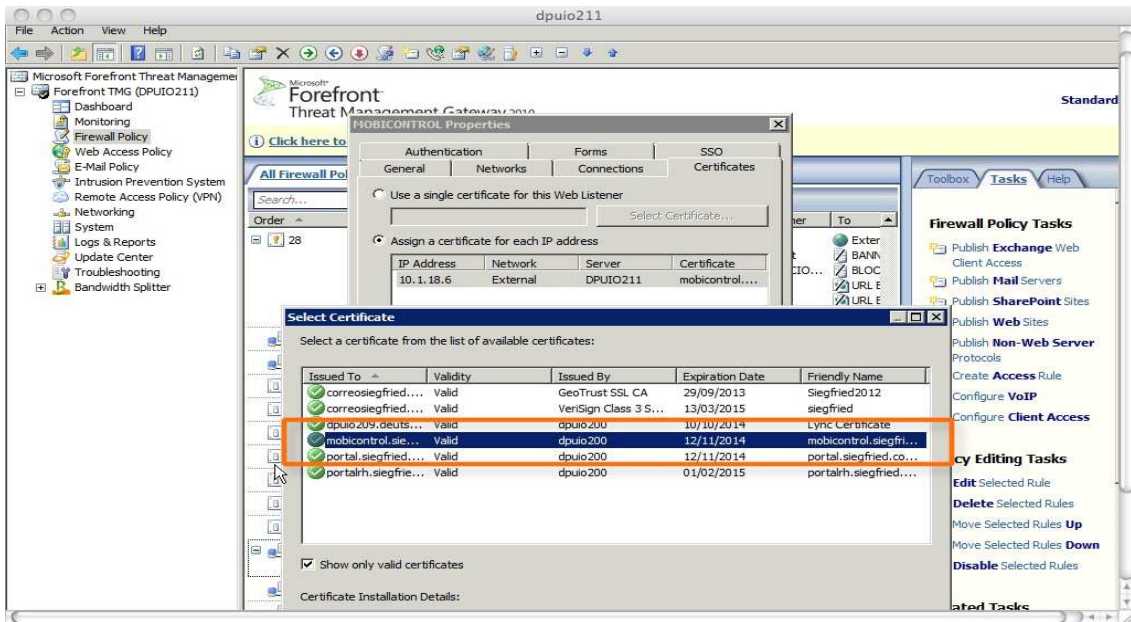 dpuio211
File Action View Help
Microsoft Forefront Threat Manageme
Forefront TMG (DPUIO211)
Dashboard
Monitoring
Firewall Policy
Web Access Policy
E-Mail Policy
Intrusion Prevention System
Remote Access Policy (VPN)
Networking
System
Logs & Reports
Update Center
Troubleshooting
Bandwidth Splitter
Microsoft
Forefront
Threat Management Gateway 2010
Standard
Click here to
All Firewall Pol
Search...
Order
28
To
Exter
BANN
BLOC
URL E
URL E
MOBICONTROL Properties
Authentication Forms SSO
General Networks Connections Certificates
Use a single certificate for this Web Listener
Select Certificate...
Assign a certificate for each IP address
IP Address Network Server Certificate
10.1.18.6 External DPUIO211 mobicontrol....
Select Certificate
Select a certificate from the list of available certificates:
Issued To Validity Issued By Expiration Date Friendly Name
correosiegfried.... Valid GeoTrust SSL CA 29/09/2013 Siegfried2012
correosiegfried.... Valid VeriSign Class 3 S... 13/03/2015 siegfried
dpuio209.deuts... Valid dpuio200 10/10/2014 Lync Certificate
mobicontrol.sie... Valid dpuio200 12/11/2014 mobicontrol.siegfri...
portal.siegfried.... Valid dpuio200 12/11/2014 portal.siegfried.co...
portalrh.siegfrie... Valid dpuio200 01/02/2015 portalrh.siegfried....
Show only valid certificates
Certificate Installation Details:
Toolbox Tasks Help
Firewall Policy Tasks
Publish Exchange Web
Client Access
Publish Mail Servers
Publish SharePoint Sites
Publish Web Sites
Publish Non-Web Server
Protocols
Create Access Rule
Configure VoIP
Configure Client Access
cy Editing Tasks
Edit Selected Rule
Delete Selected Rules
Move Selected Rules Up
Move Selected Rules Down
Disable Selected Rules
ated Tasks